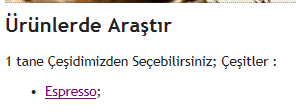 Ürünlerde Araştır
1 tane Çeşidimizden Seçebilirsiniz; Çeşitler :
• Espresso;